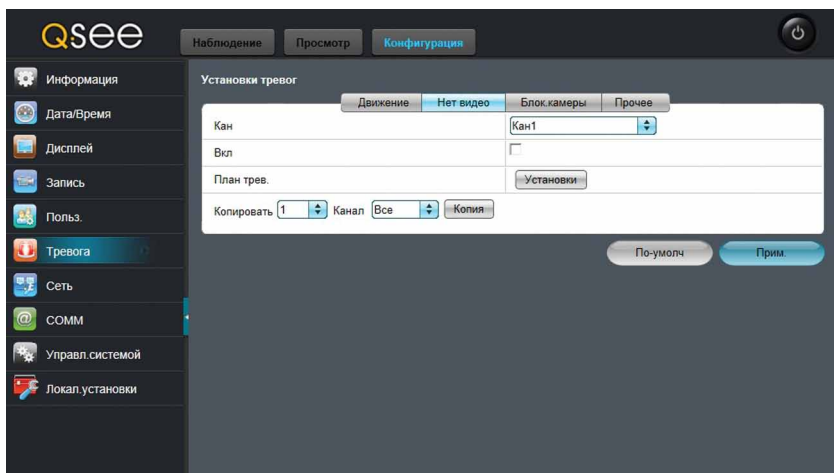 Qsee
Наблюдение Просмотр Конфигурация
Информация
Дата/Время
Дисплей
Запись
Польз.
Тревога
Сеть
COMM
Управл.системой
Локал.установки
Установки тревог
Движение Нет видео Блок.камеры Прочее
Кан Кан1
Вкл
План трев. Установки
Копировать 1 Канал Все Копия
По-умолч Прим.